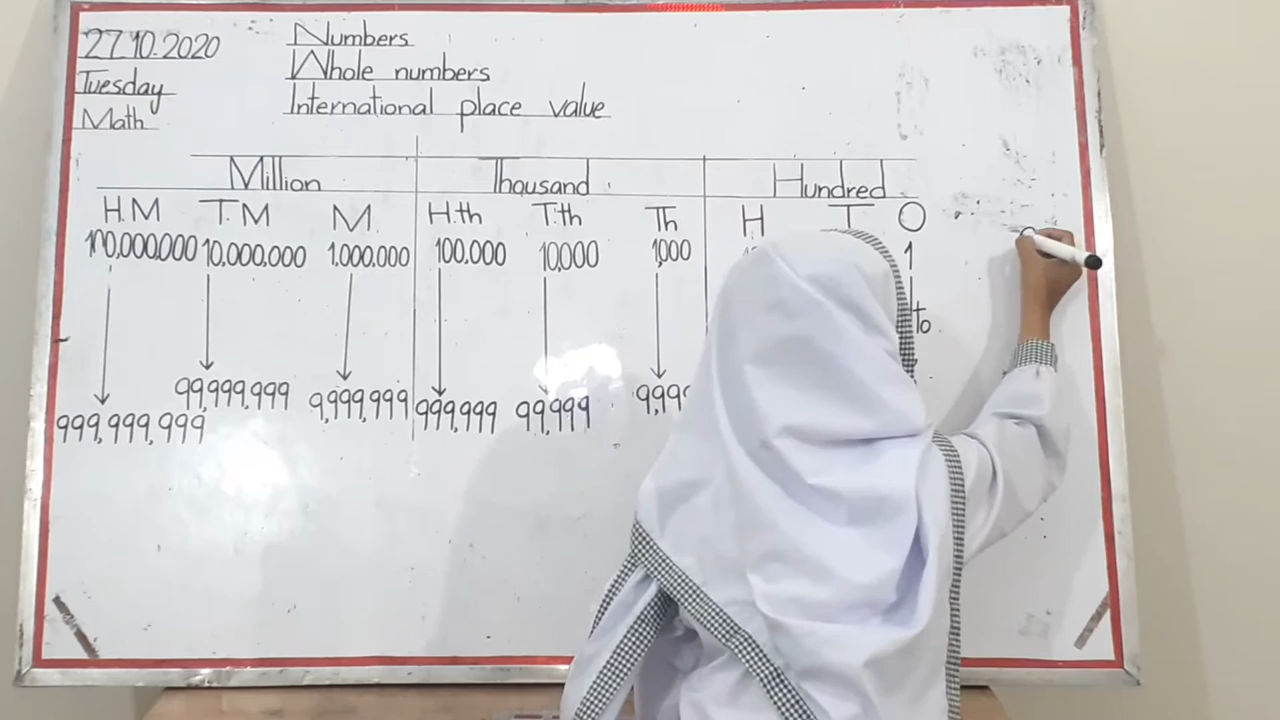 27.10.2020
Tuesday
Math
Numbers
Whole numbers
International place value
Million Thousand Hundred
H.M T.M M. H.th T.th Th H T O
100,000,000 10.000.000 1.000.000 100.000 10,000 1,000 1
to
999,999,999 99,999,999 9,999,999 999,999 99,999